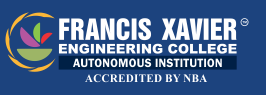 FRANCIS XAVIER
ENGINEERING COLLEGE
AUTONOMOUS INSTITUTION
ACCREDITED BY NBA